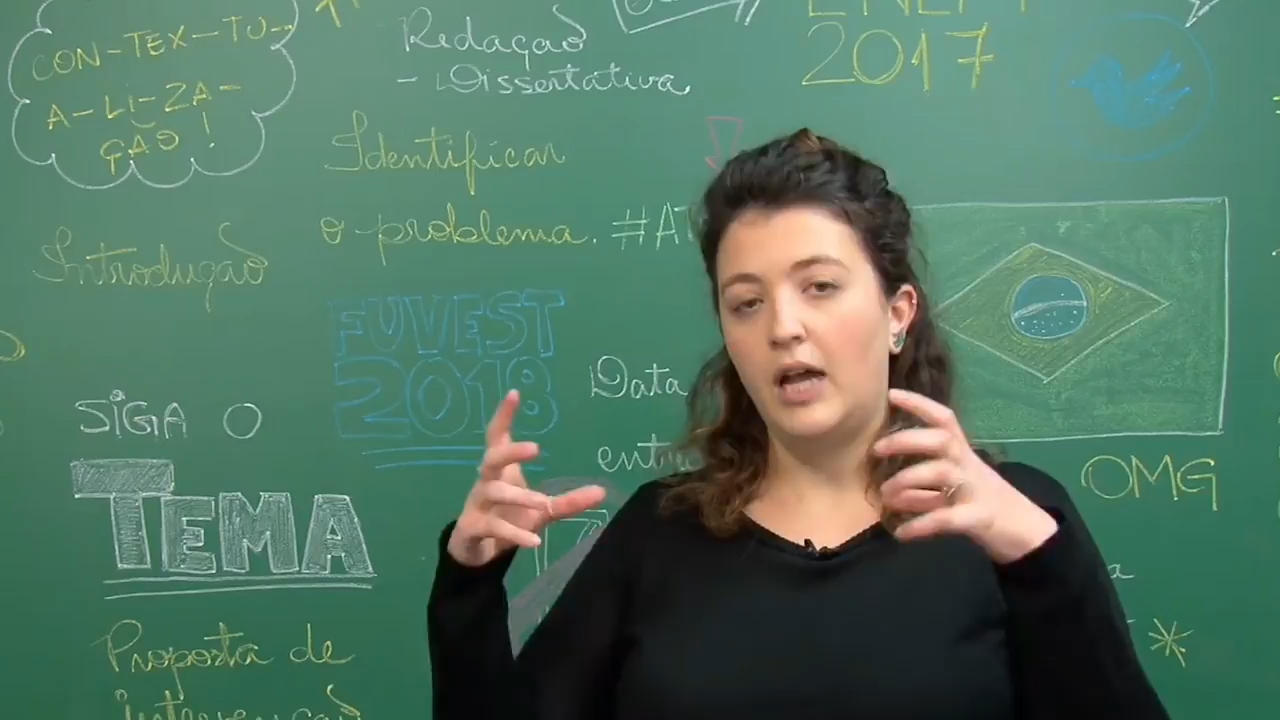 CON-TEX-TU-
A-LI-ZA-
ÇÃO!
Redação
- Dissertativa
Identificar
o problema.
Introdução
FUVEST
2018
SIGA O
TEMA
Proposta de
intervenção
ENEM
2017
#A
Data
OMG